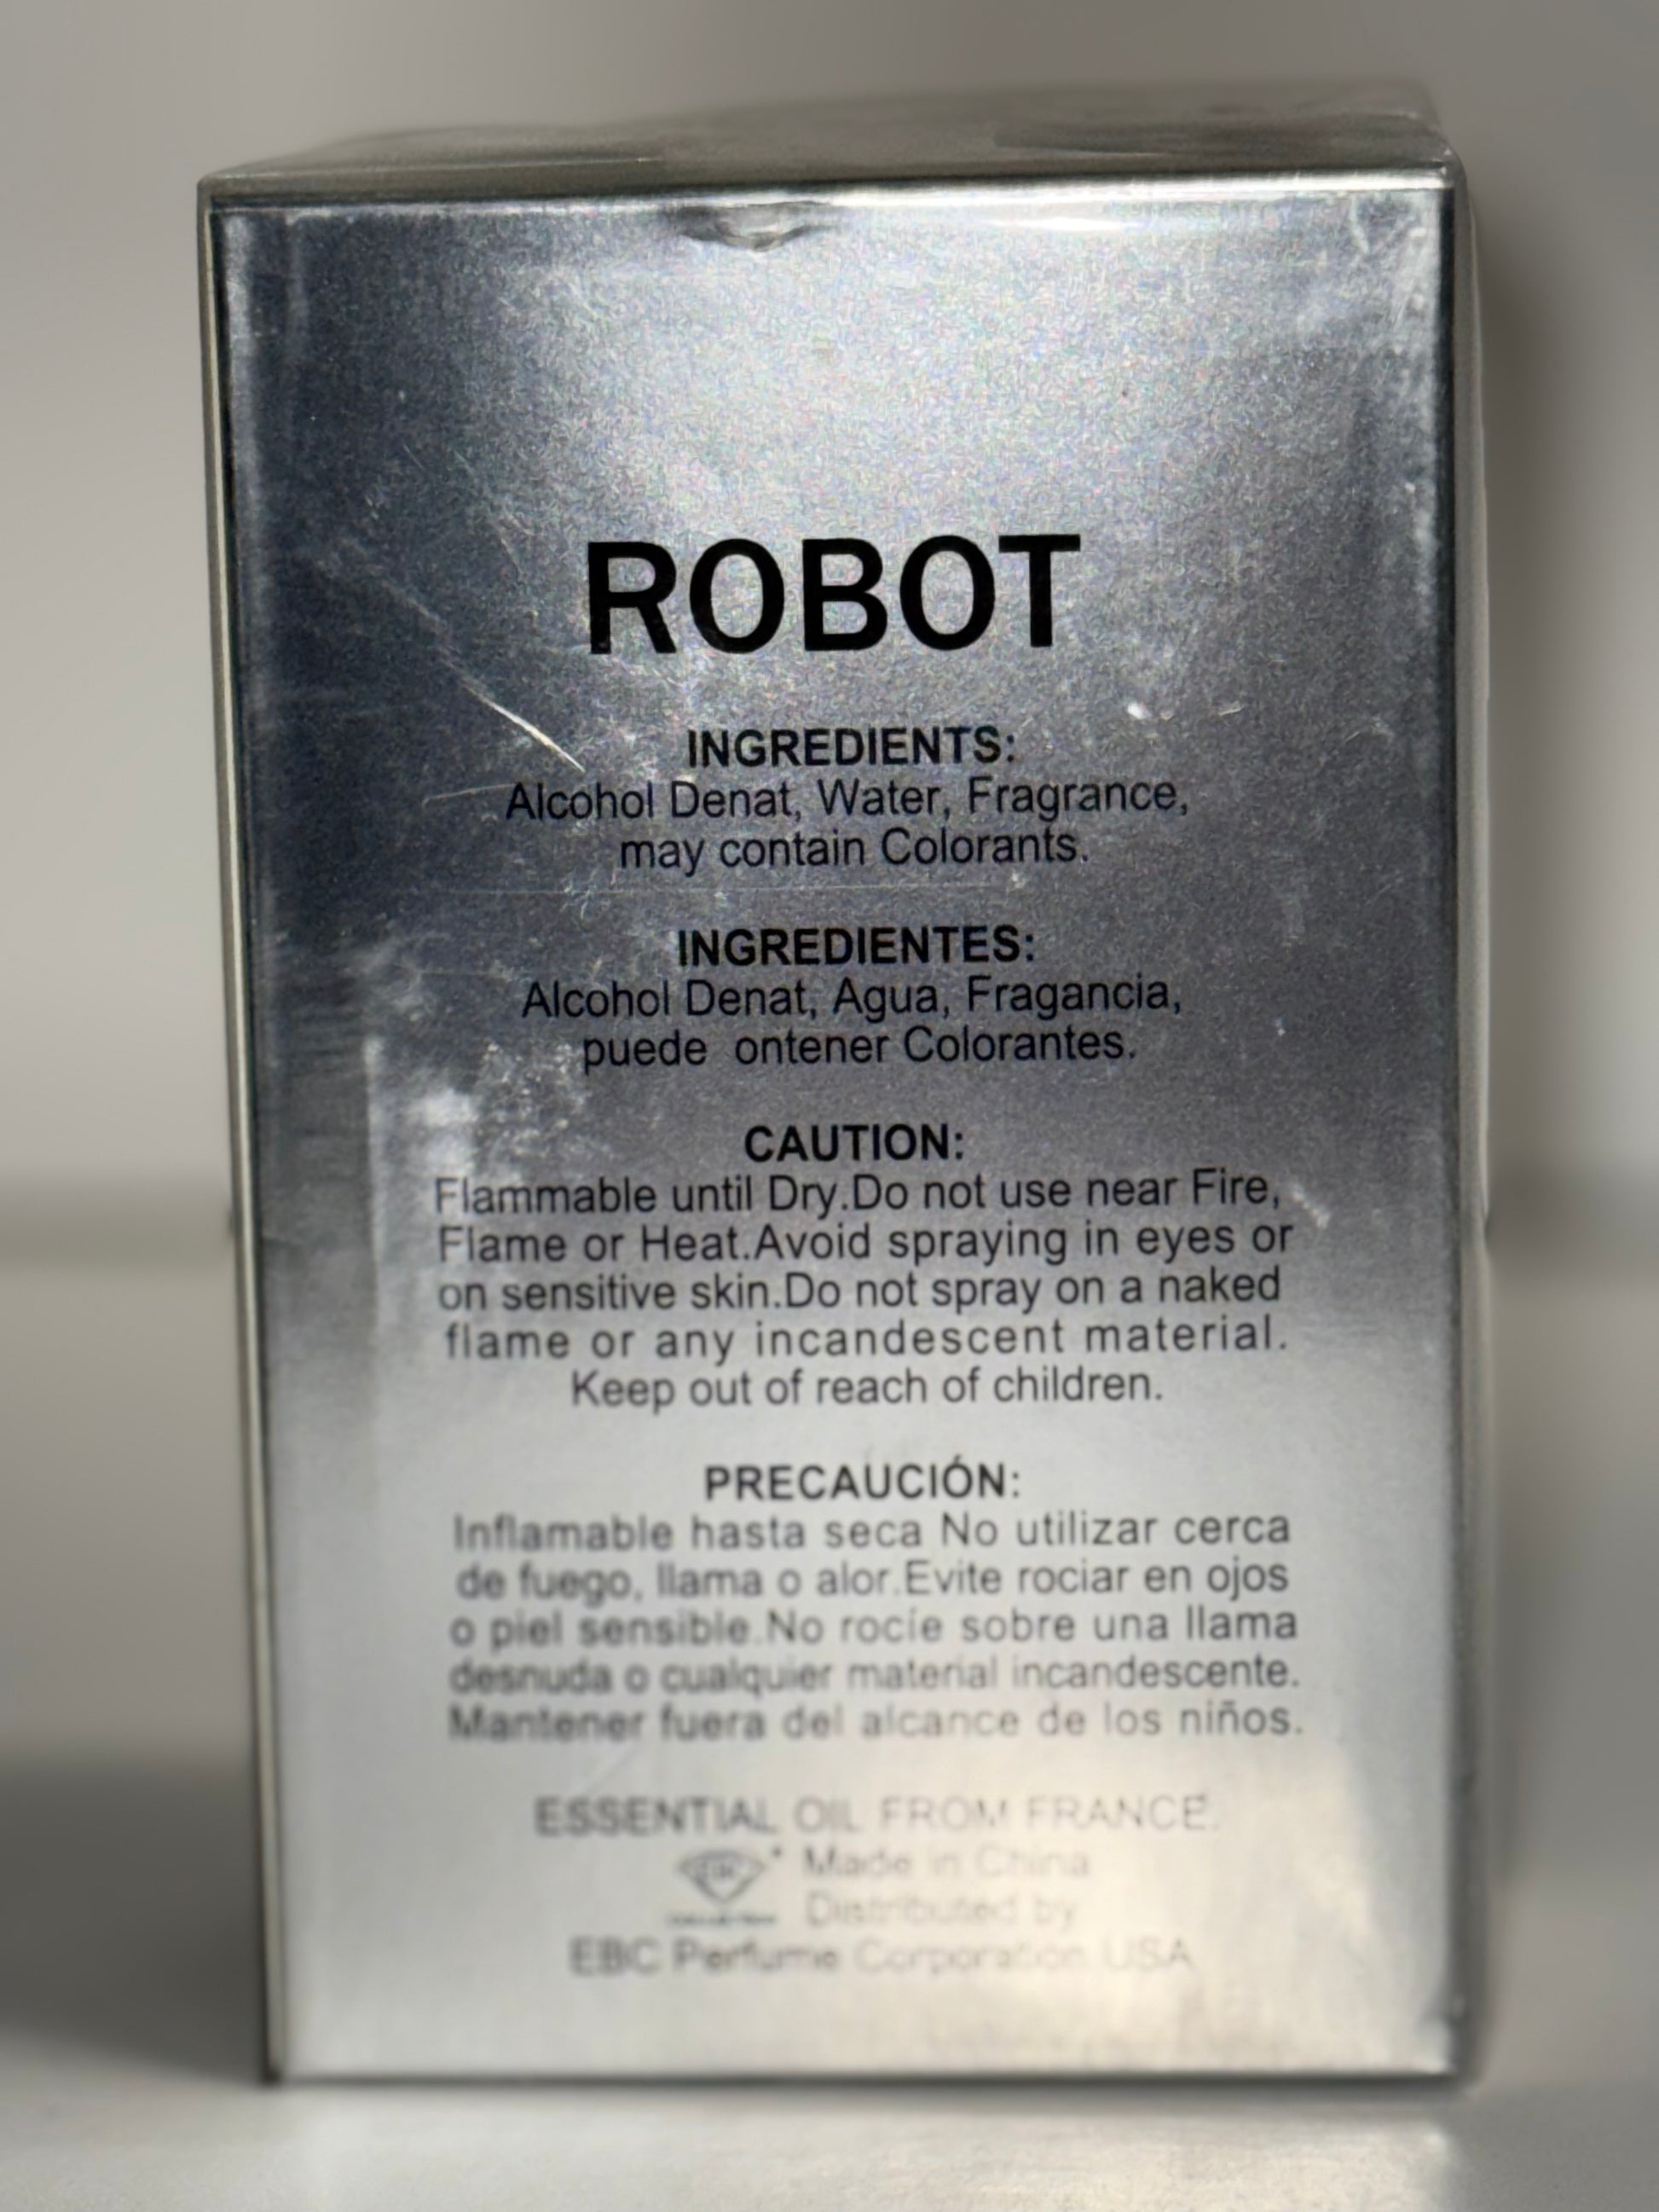 ROBOT
INGREDIENTS:
Alcohol Denat, Water, Fragrance,
may contain Colorants.
INGREDIENTES:
Alcohol Denat, Agua, Fragancia,
puede ontener Colorantes.
CAUTION:
Flammable until Dry.Do not use near Fire,
Flame or Heat.Avoid spraying in eyes or
on sensitive skin.Do not spray on a naked
flame or any incandescent material.
Keep out of reach of children.
PRECAUCIÓN:
Inflamable hasta seca No utilizar cerca
de fuego, llama o alor.Evite rociar en ojos
o piel sensible.No rocíe sobre una llama
desnuda o cualquier material incandescente.
Mantener fuera del alcance de los niños.
ESSENTIAL OIL FROM FRANCE.
Made in China
Distributed by
EBC Perfume Corporation USA